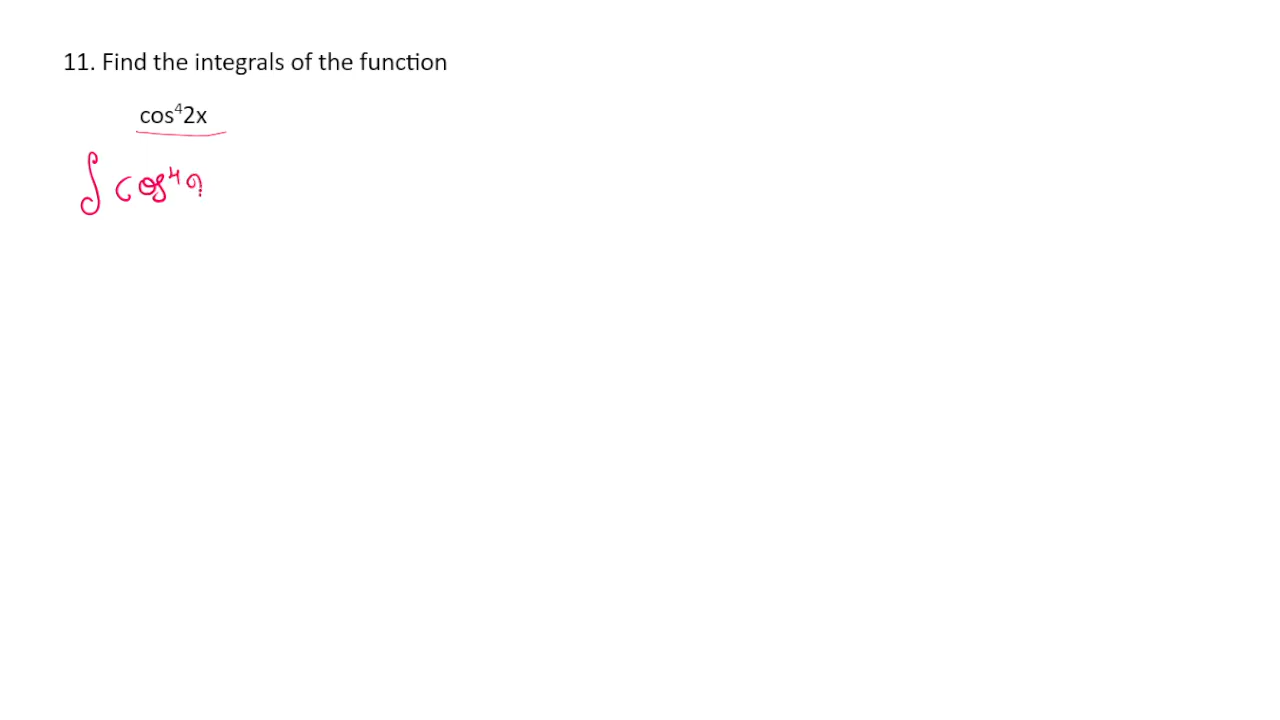 11. Find the integrals of the function
cos⁴2x
∫ cos⁴